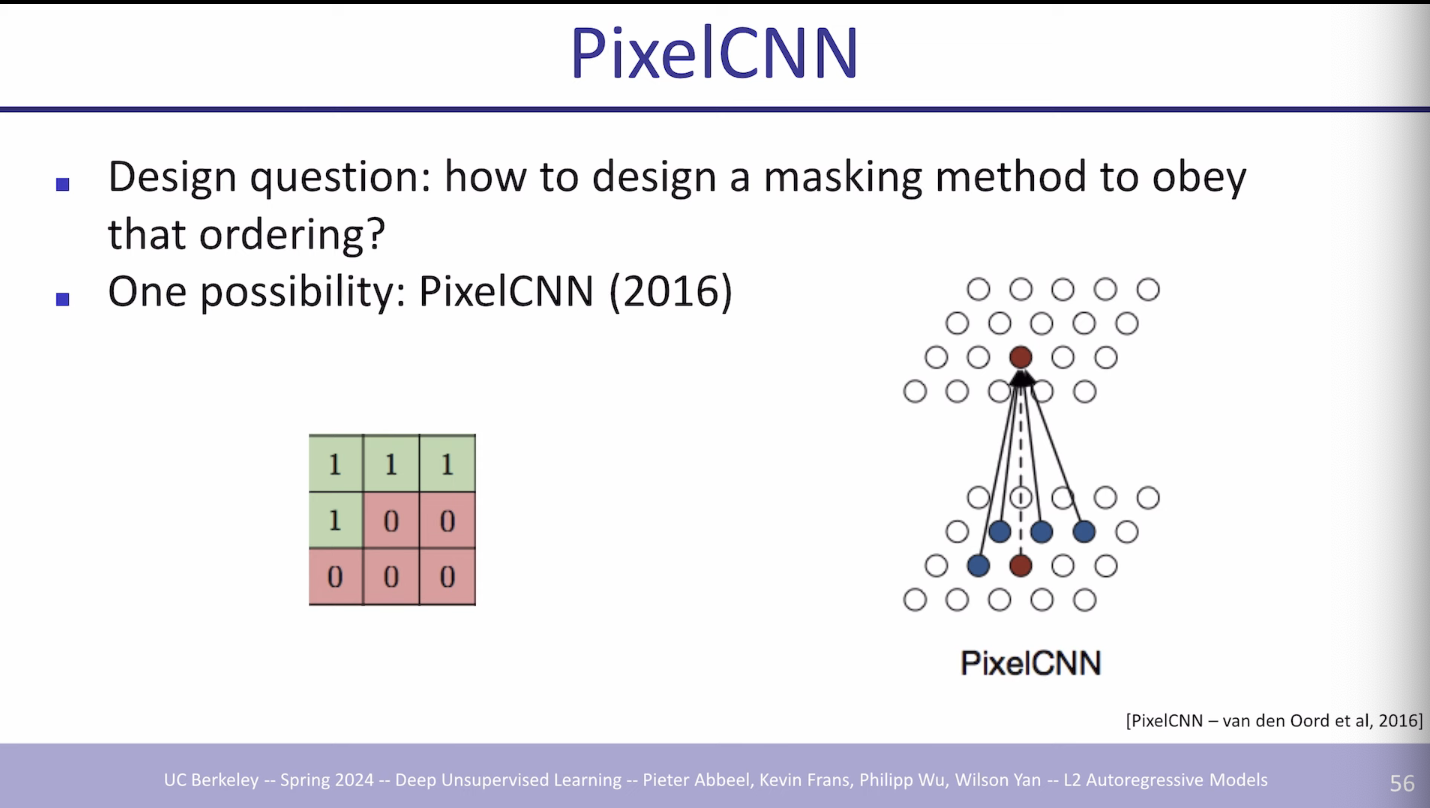 PixelCNN
Design question: how to design a masking method to obey
that ordering?
One possibility: PixelCNN (2016)
1 1 1
1 0 0
0 0 0
PixelCNN
[PixelCNN – van den Oord et al, 2016]
UC Berkeley -- Spring 2024 -- Deep Unsupervised Learning -- Pieter Abbeel, Kevin Frans, Philipp Wu, Wilson Yan -- L2 Autoregressive Models
56